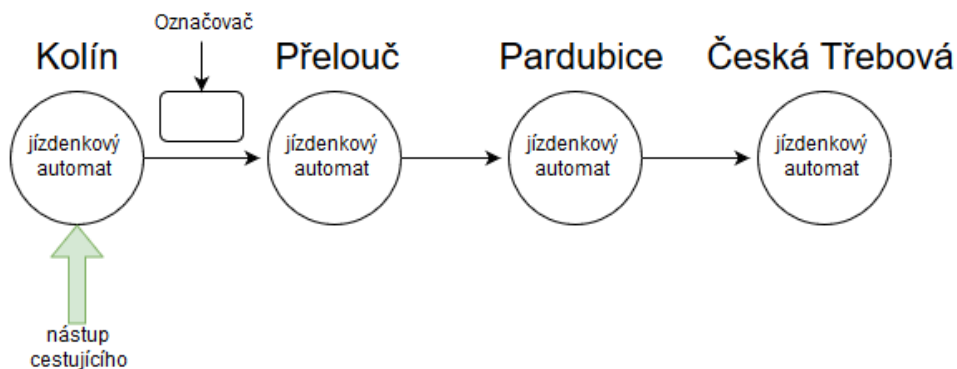 Označovač
Kolín
Přelouč
Pardubice
Česká Třebová
jízdenkový
automat
jízdenkový
automat
jízdenkový
automat
jízdenkový
automat
nástup
cestujícího